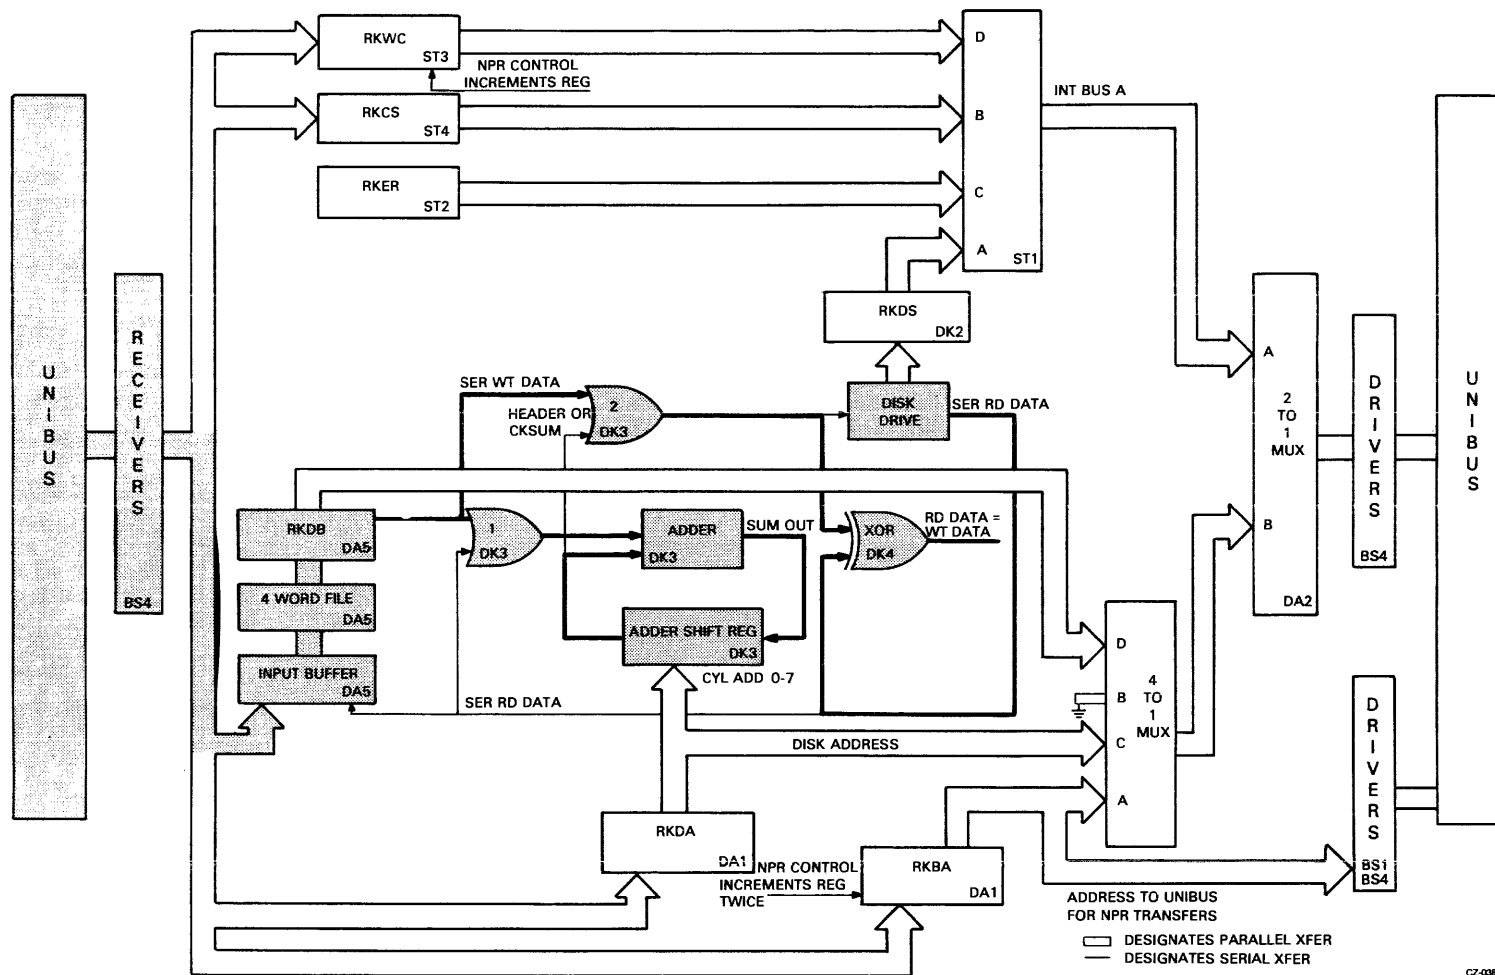 RKWC
ST3
NPR CONTROL
INCREMENTS REG
RKCS
ST4
RKER
ST2
D
B
C
A
ST1
INT BUS A
UNIBUS
RECEIVERS
BS4
RKDS
DK2
SER WT DATA
HEADER OR
CKSUM
2
DK3
DISK
DRIVE
SER RD DATA
RKDB
DA5
1
DK3
ADDER
DK3
SUM OUT
XOR
DK4
RD DATA =
WT DATA
4 WORD FILE
DA5
INPUT BUFFER
DA5
ADDER SHIFT REG
DK3
CYL ADD 0-7
SER RD DATA
DISK ADDRESS
D
B
C
A
4
TO
1
MUX
A
B
2
TO
1
MUX
DA2
DRIVERS
BS4
UNIBUS
DRIVERS
BS1
BS4
RKDA
DA1
NPR CONTROL
INCREMENTS REG
TWICE
RKBA
DA1
ADDRESS TO UNIBUS
FOR NPR TRANSFERS
DESIGNATES PARALLEL XFER
DESIGNATES SERIAL XFER